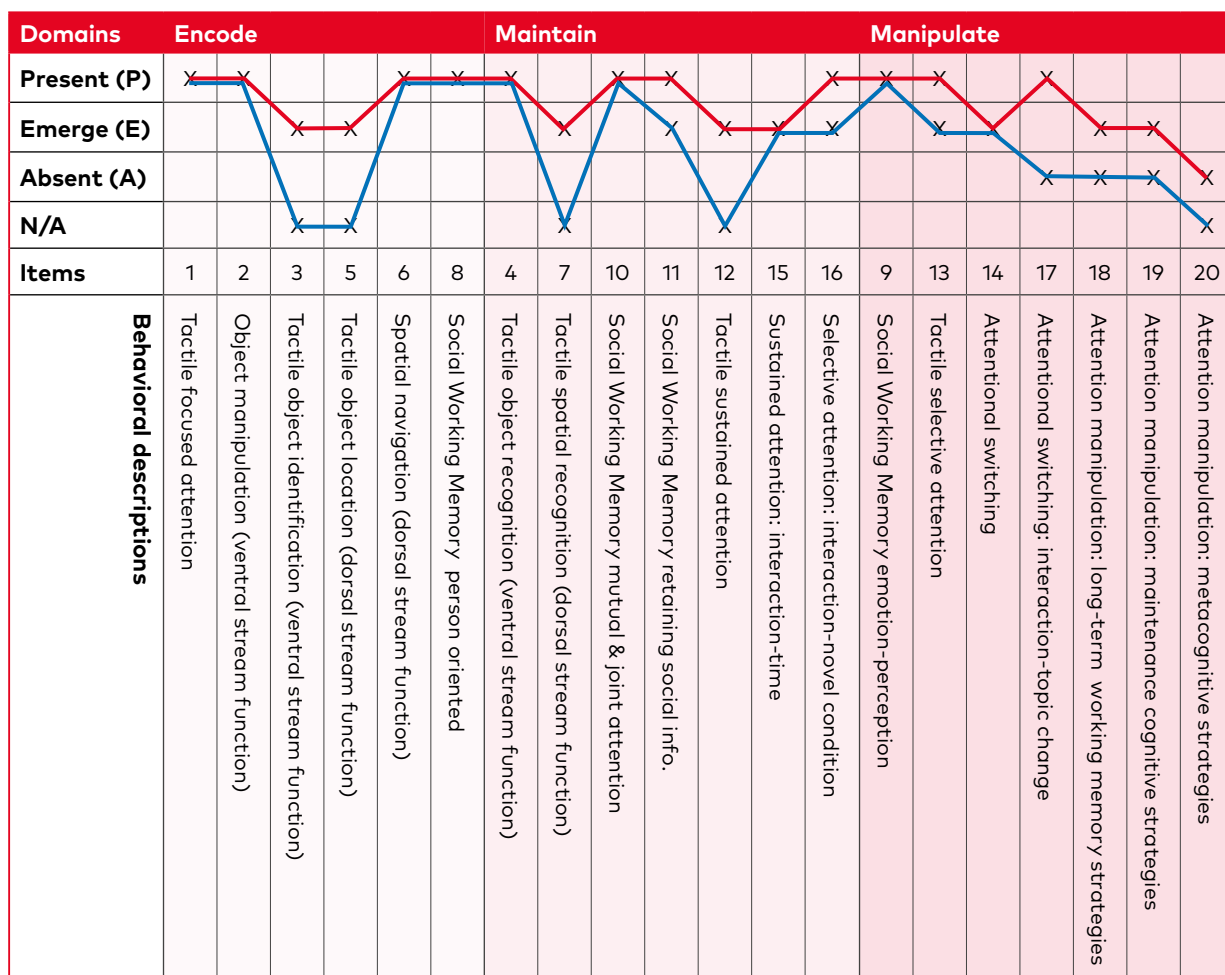 Domains Encode Maintain Manipulate
Present (P)
Emerge (E)
Absent (A)
N/A
Items 1 2 3 5 6 8 4 7 10 11 12 15 16 9 13 14 17 18 19 20
Behavioral descriptions
Tactile focused attention
Object manipulation (ventral stream function)
Tactile object identification (ventral stream function)
Tactile object location (dorsal stream function)
Spatial navigation (dorsal stream function)
Social Working Memory person oriented
Tactile object recognition (ventral stream function)
Tactile spatial recognition (dorsal stream function)
Social Working Memory mutual & joint attention
Social Working Memory retaining social info.
Tactile sustained attention
Sustained attention: interaction-time
Selective attention: interaction-novel condition
Social Working Memory emotion-perception
Tactile selective attention
Attentional switching
Attentional switching: interaction-topic change
Attention manipulation: long-term working memory strategies
Attention manipulation: maintenance cognitive strategies
Attention manipulation: metacognitive strategies